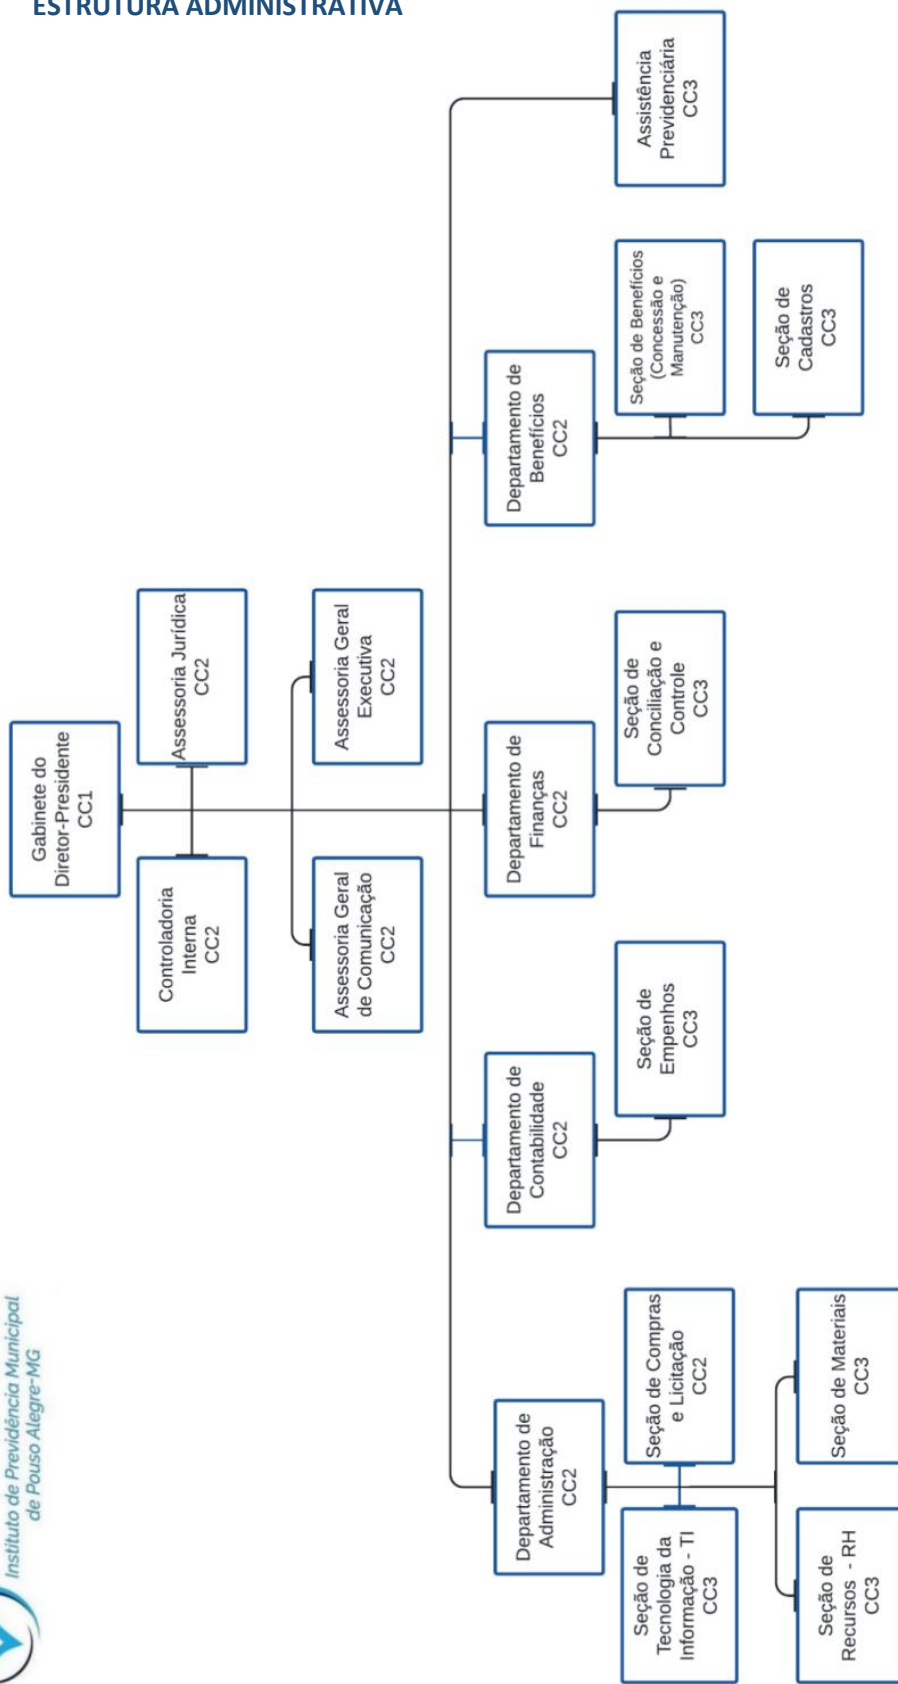 ESTRUTURA ADMINISTRATIVA
Instituto de Previdência Municipal
de Pouso Alegre-MG
Gabinete do
Diretor-Presidente
CC1
Controladoria
Interna
CC2
Assessoria Jurídica
CC2
Assessoria Geral
de Comunicação
CC2
Assessoria Geral
Executiva
CC2
Departamento de
Administração
CC2
Departamento de
Contabilidade
CC2
Departamento de
Finanças
CC2
Departamento de
Benefícios
CC2
Assistência
Previdenciária
CC3
Seção de
Tecnologia da
Informação - TI
CC3
Seção de Compras
e Licitação
CC2
Seção de
Empenhos
CC3
Seção de
Conciliação e
Controle
CC3
Seção de Benefícios
(Concessão e
Manutenção)
CC3
Seção de
Cadastros
CC3
Seção de
Recursos - RH
CC3
Seção de Materiais
CC3